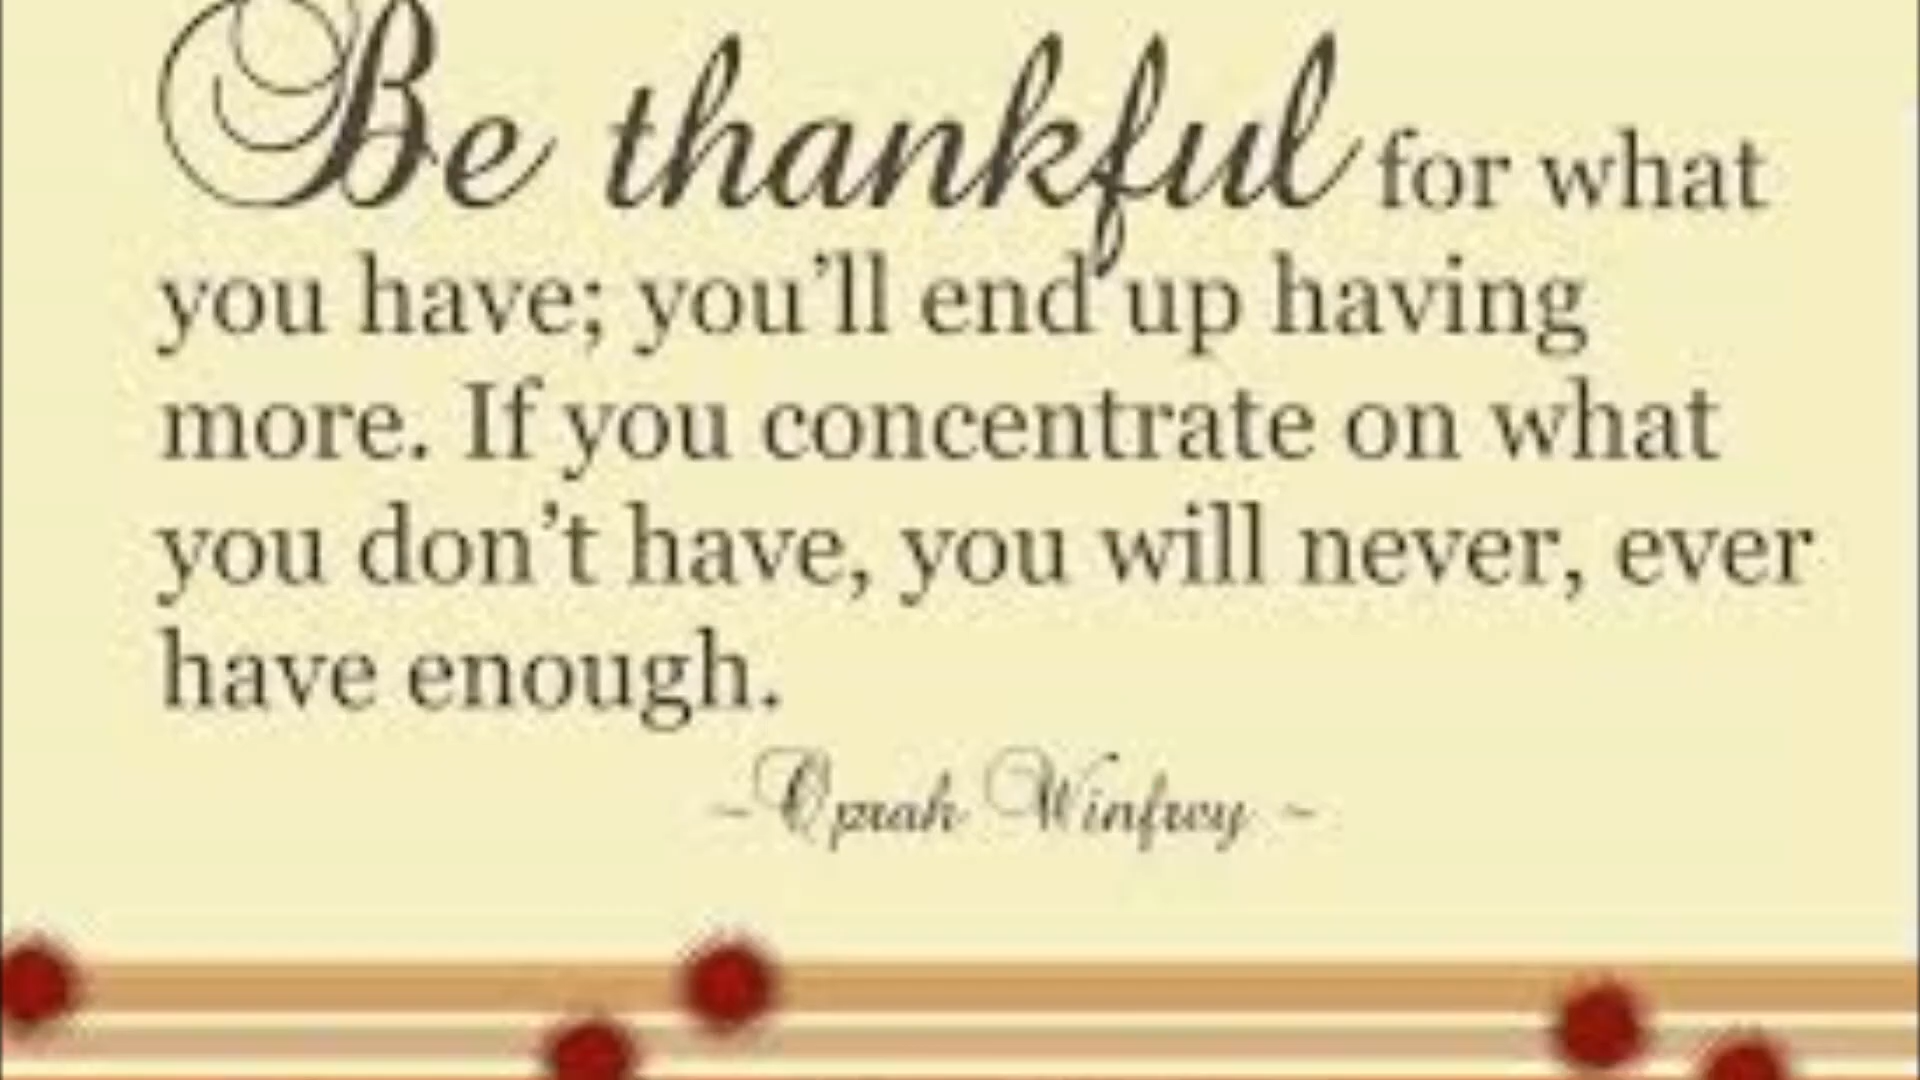 Be thankful for what
you have; you’ll end up having
more. If you concentrate on what
you don’t have, you will never, ever
have enough.
~Oprah Winfrey ~